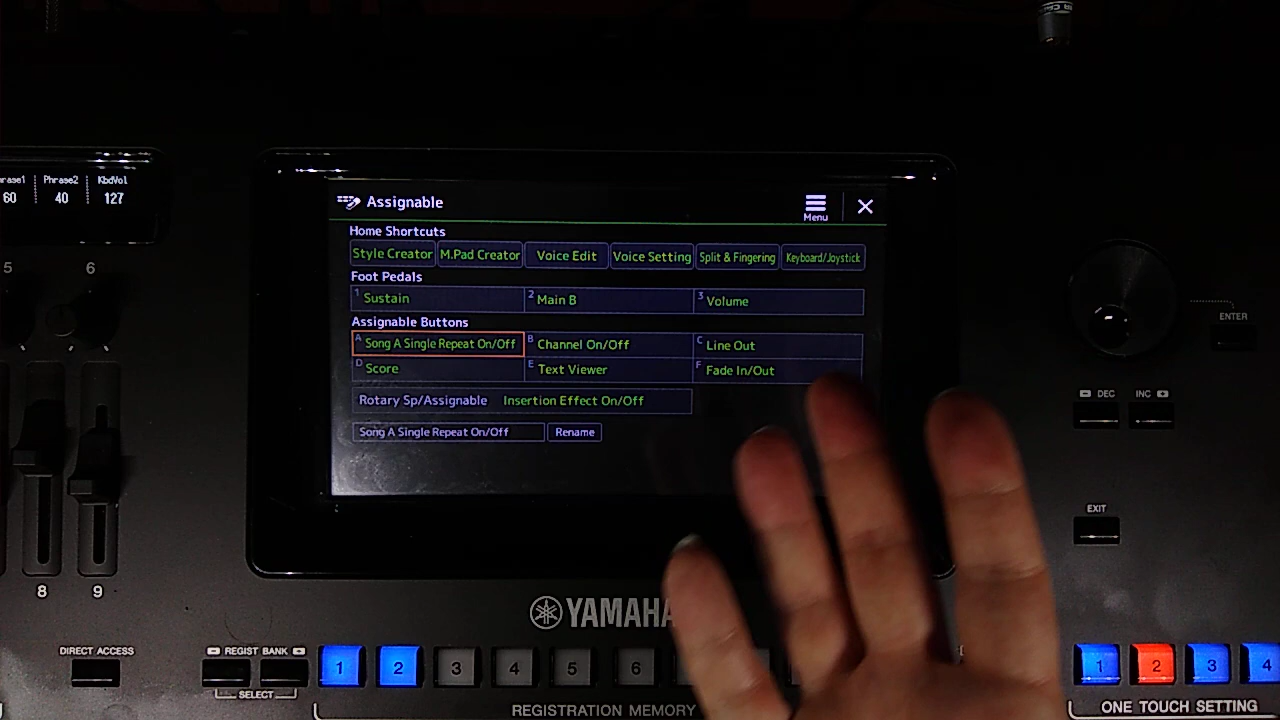 Phrase2 KbdVol
60 40 127
5 6
8 9
Assignable
Menu
Home Shortcuts
Style Creator M.Pad Creator Voice Edit Voice Setting Split & Fingering Keyboard/Joystick
Foot Pedals
1 Sustain 2 Main B 3 Volume
Assignable Buttons
A Song A Single Repeat On/Off B Channel On/Off C Line Out
D Score E Text Viewer F Fade In/Out
Rotary Sp/Assignable Insertion Effect On/Off
Song A Single Repeat On/Off Rename
ENTER
DEC INC
EXIT
YAMAHA
DIRECT ACCESS
REGIST BANK
SELECT
1 2 3 4 5 6
1 2 3 4
REGISTRATION MEMORY
ONE TOUCH SETTING